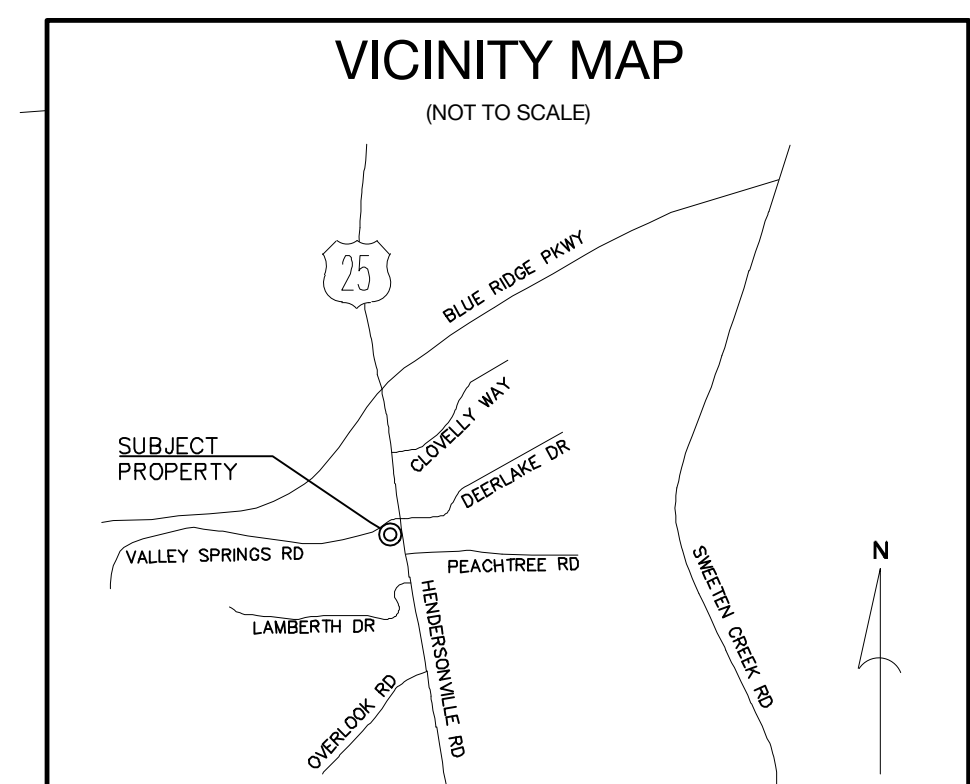 VICINITY MAP
(NOT TO SCALE)
25
BLUE RIDGE PKWY
CLOVELLY WAY
SUBJECT
PROPERTY
DEERLAKE DR
VALLEY SPRINGS RD
PEACHTREE RD
N
LAMBERTH DR
HENDERSONVILLE RD
SWEETEN CREEK RD
OVERLOOK RD